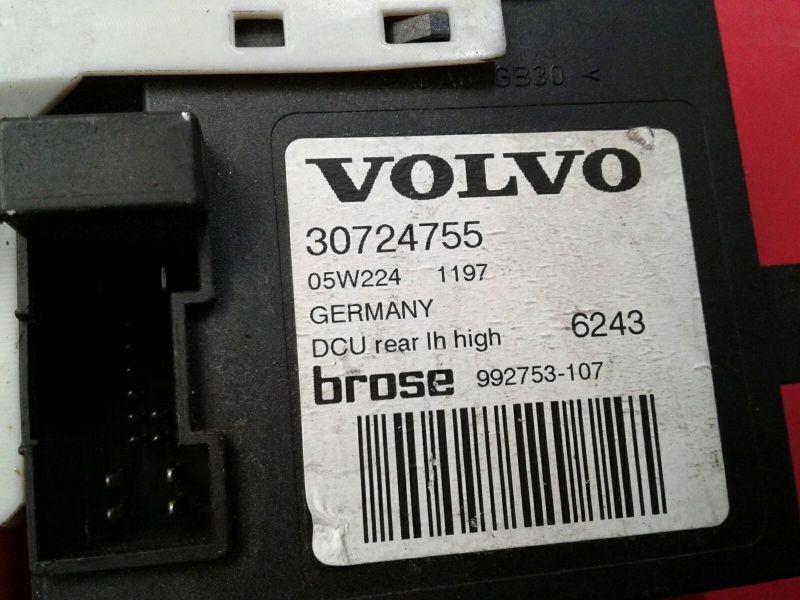 GB30 <
VOLVO
30724755
05W224 1197
GERMANY
DCU rear lh high 6243
brose 992753-107